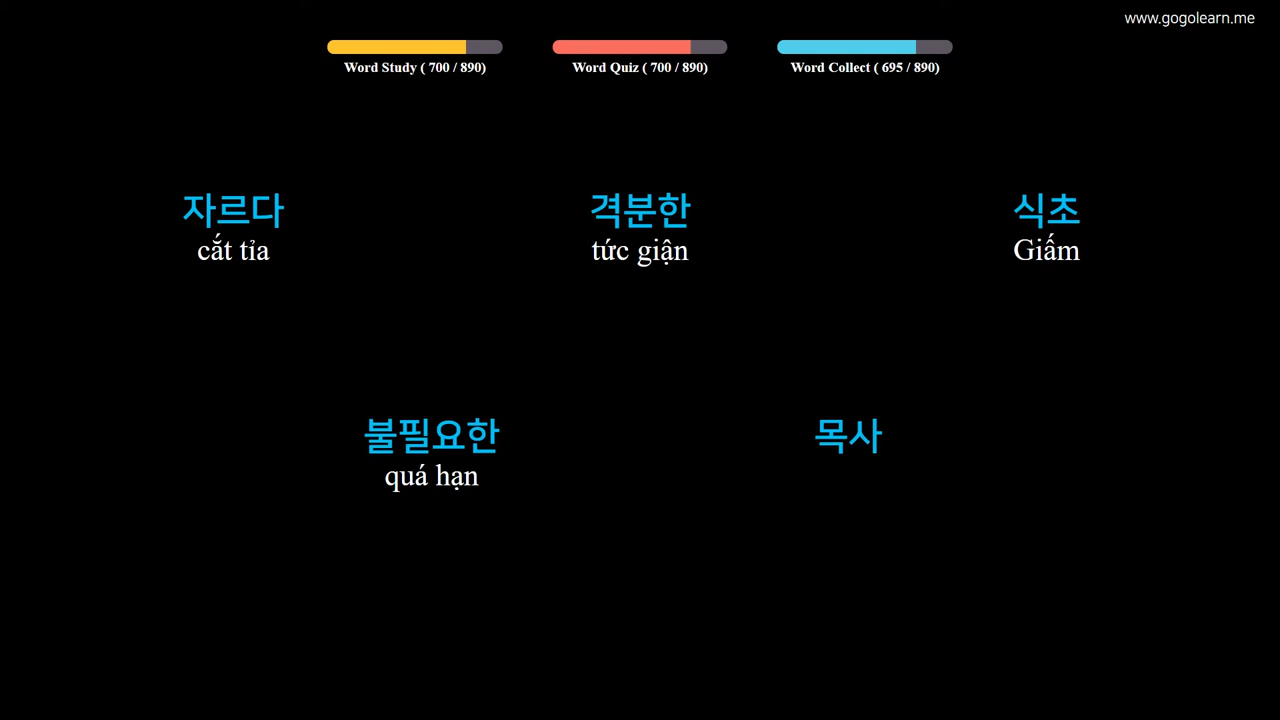 www.gogolearn.me
Word Study ( 700 / 890)
Word Quiz ( 700 / 890)
Word Collect ( 695 / 890)
자르다
cắt tỉa
격분한
tức giận
식초
Giấm
불필요한
quá hạn
목사